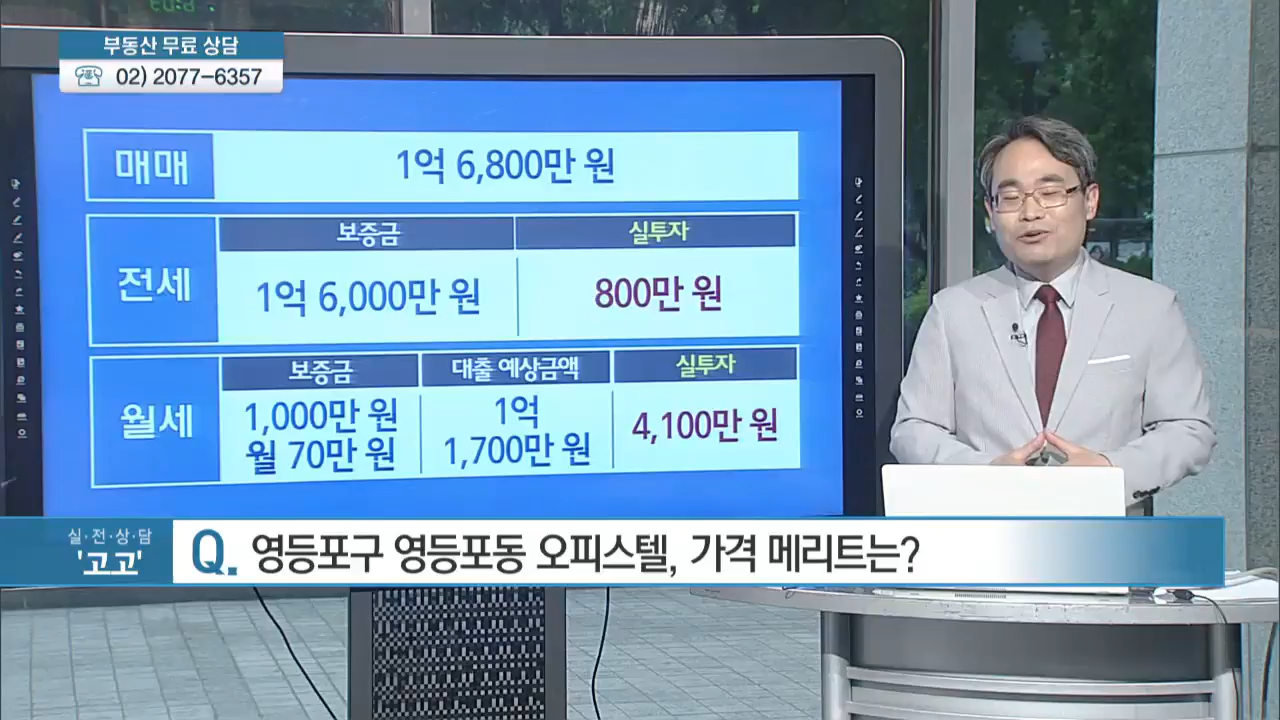 부동산 무료 상담
02) 2077-6357
매매
1억 6,800만 원
전세
보증금
실투자
1억 6,000만 원
800만 원
월세
보증금
대출 예상금액
실투자
1,000만 원
월 70만 원
1억
1,700만 원
4,100만 원
실·전·상·담
'고고'
Q. 영등포구 영등포동 오피스텔, 가격 메리트는?